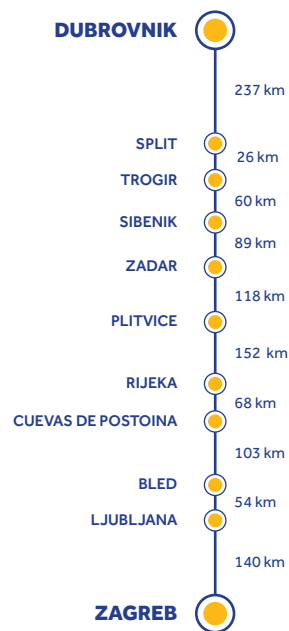 DUBROVNIK
237 km
SPLIT
26 km
TROGIR
60 km
SIBENIK
89 km
ZADAR
118 km
PLITVICE
152 km
RIJEKA
68 km
CUEVAS DE POSTOINA
103 km
BLED
54 km
LJUBLJANA
140 km
ZAGREB